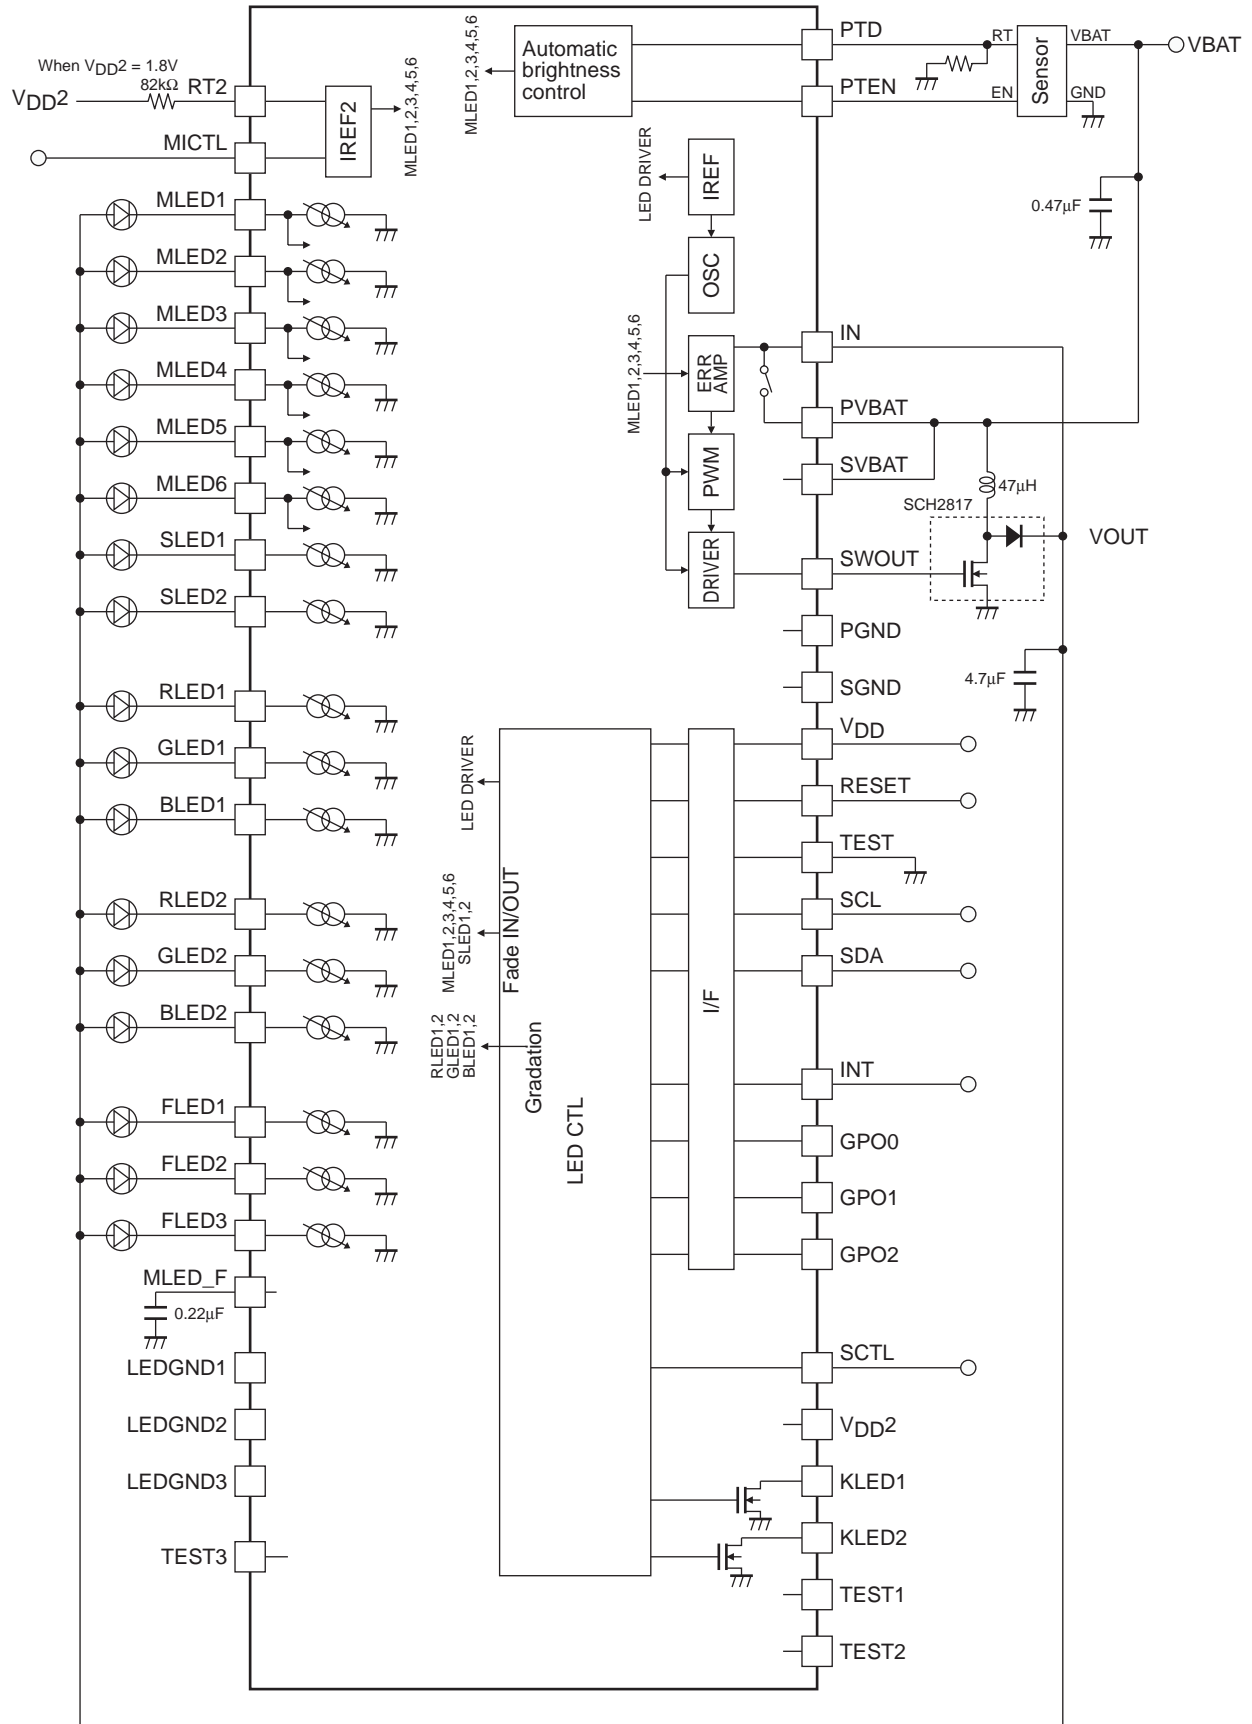 PTD
Automatic
brightness
control
MLED1,2,3,4,5,6
RT
VBAT
Sensor
VBAT
When VDD2 = 1.8V
82kΩ
VDD2
RT2
IREF2
MLED1,2,3,4,5,6
PTEN
EN
GND
MICTL
LED DRIVER
IREF
MLED1
0.47μF
MLED2
OSC
MLED3
IN
MLED1,2,3,4,5,6
ERR
AMP
MLED4
PVBAT
MLED5
SVBAT
PWM
47μH
MLED6
SCH2817
VOUT
SLED1
SWOUT
DRIVER
SLED2
PGND
4.7μF
SGND
RLED1
VDD
GLED1
LED DRIVER
RESET
BLED1
TEST
RLED2
Fade IN/OUT
MLED1,2,3,4,5,6
SLED1,2
SCL
GLED2
SDA
I/F
BLED2
RLED1,2
GLED1,2
BLED1,2
Gradation
INT
FLED1
LED CTL
GPO0
FLED2
GPO1
FLED3
GPO2
MLED_F
0.22μF
LEDGND1
SCTL
LEDGND2
VDD2
LEDGND3
KLED1
KLED2
TEST3
TEST1
TEST2